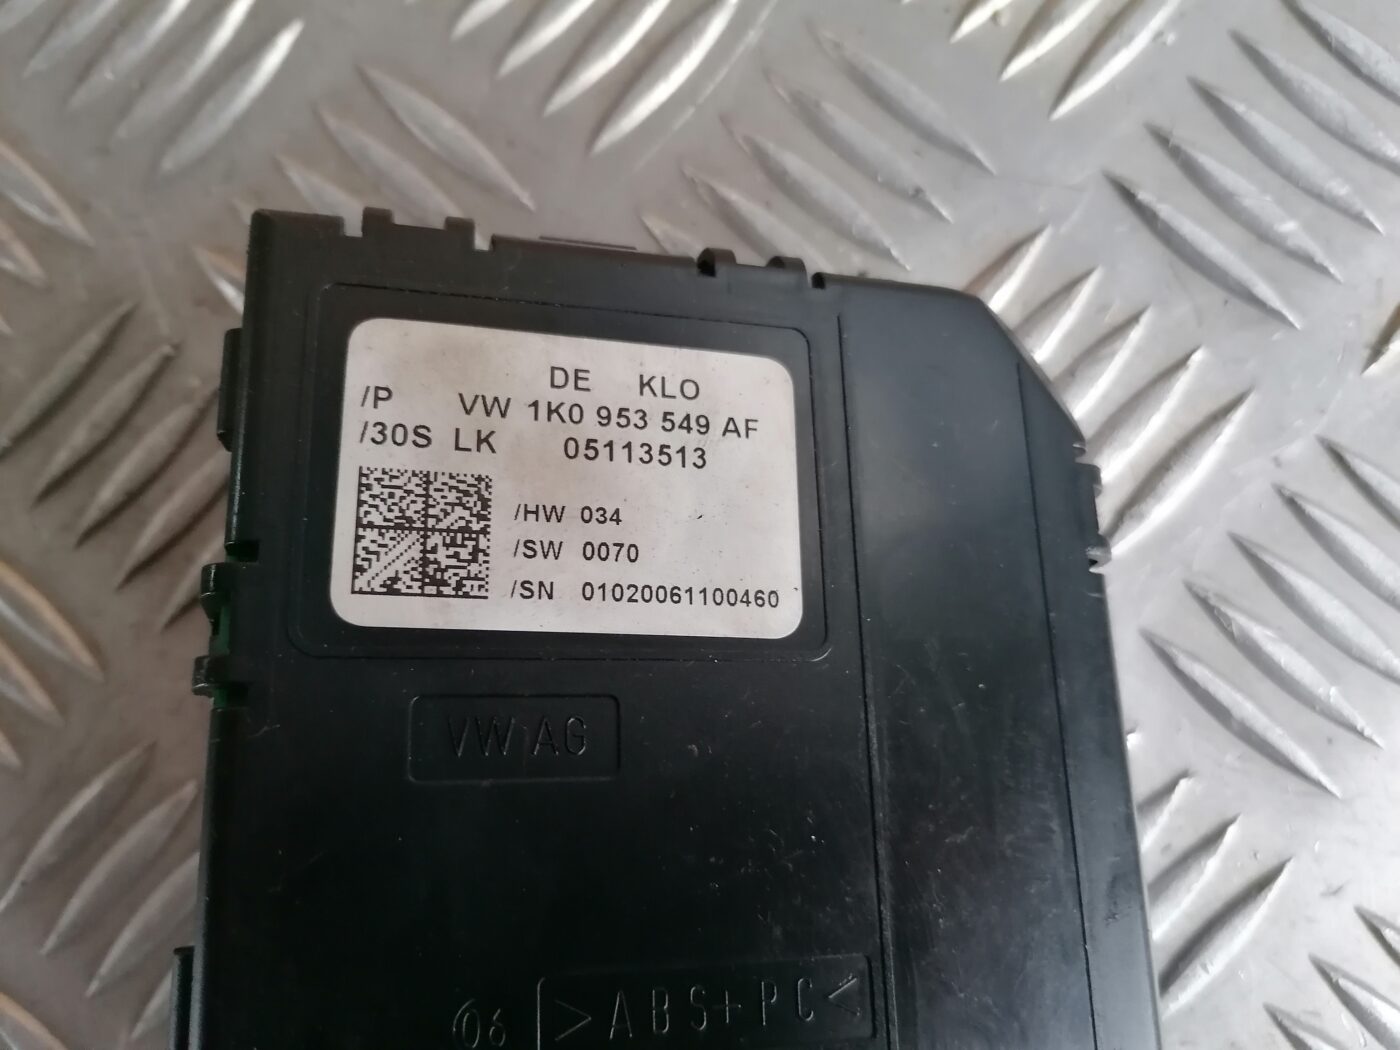 DE KLO
/P VW 1K0 953 549 AF
/30S LK 05113513
/HW 034
/SW 0070
/SN 01020061100460
VW AG
06 >ABS+PC<